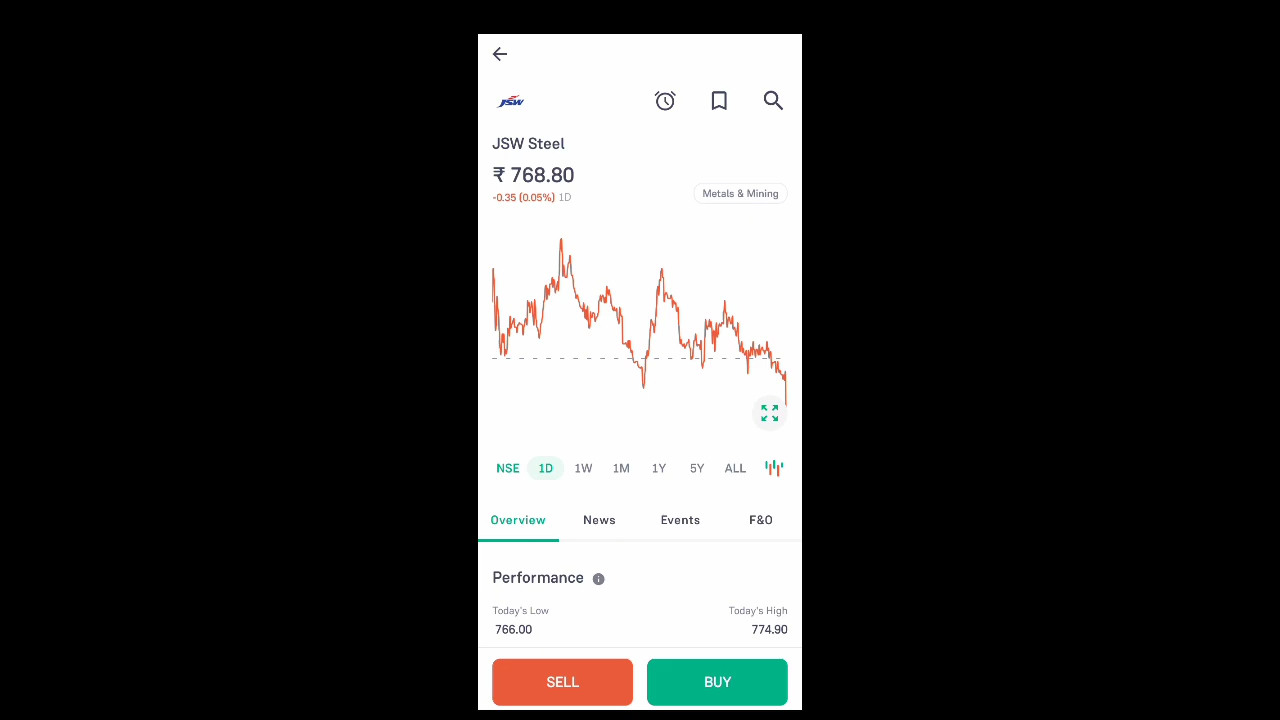 JSW
JSW Steel
₹ 768.80
-0.35 (0.05%) 1D
Metals & Mining
NSE 1D 1W 1M 1Y 5Y ALL
Overview News Events F&O
Performance
Today's Low Today's High
766.00 774.90
SELL BUY